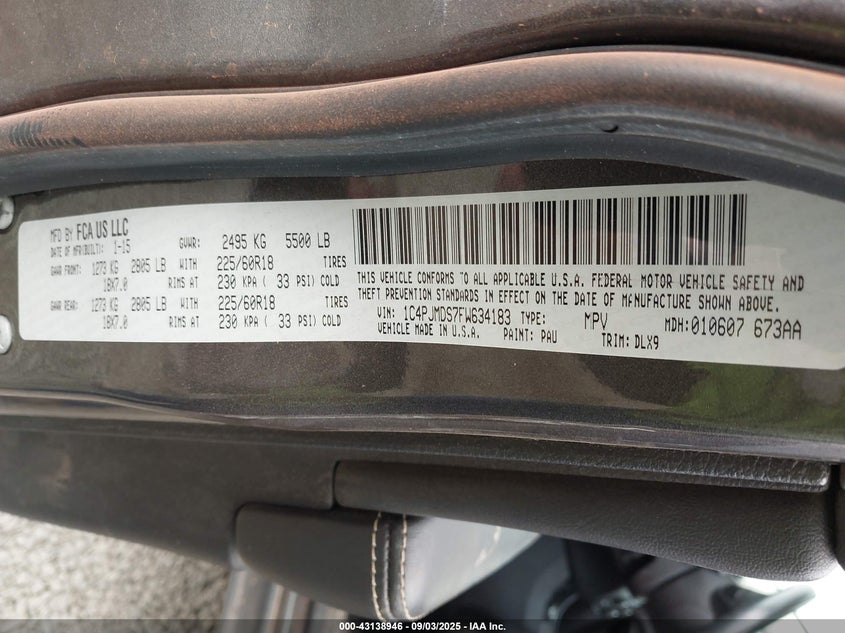 MFD BY FCA US LLC
DATE OF MFR(BUILT): 1-15 GVWR: 2495 KG 5500 LB
GAWR FRONT: 1273 KG 2805 LB WITH 225/60R18 TIRES
18X7.0 RIMS AT 230 KPA ( 33 PSI) COLD
GAWR REAR: 1273 KG 2805 LB WITH 225/60R18 TIRES
18X7.0 RIMS AT 230 KPA ( 33 PSI) COLD
THIS VEHICLE CONFORMS TO ALL APPLICABLE U.S.A. FEDERAL MOTOR VEHICLE SAFETY AND
THEFT PREVENTION STANDARDS IN EFFECT ON THE DATE OF MANUFACTURE SHOWN ABOVE.
VIN: 1C4PJMDS7FW634183 TYPE: MPV MDH:010607 673AA
VEHICLE MADE IN U.S.A. PAINT: PAU TRIM: DLX9
000-43138946 - 09/03/2025 - IAA Inc.